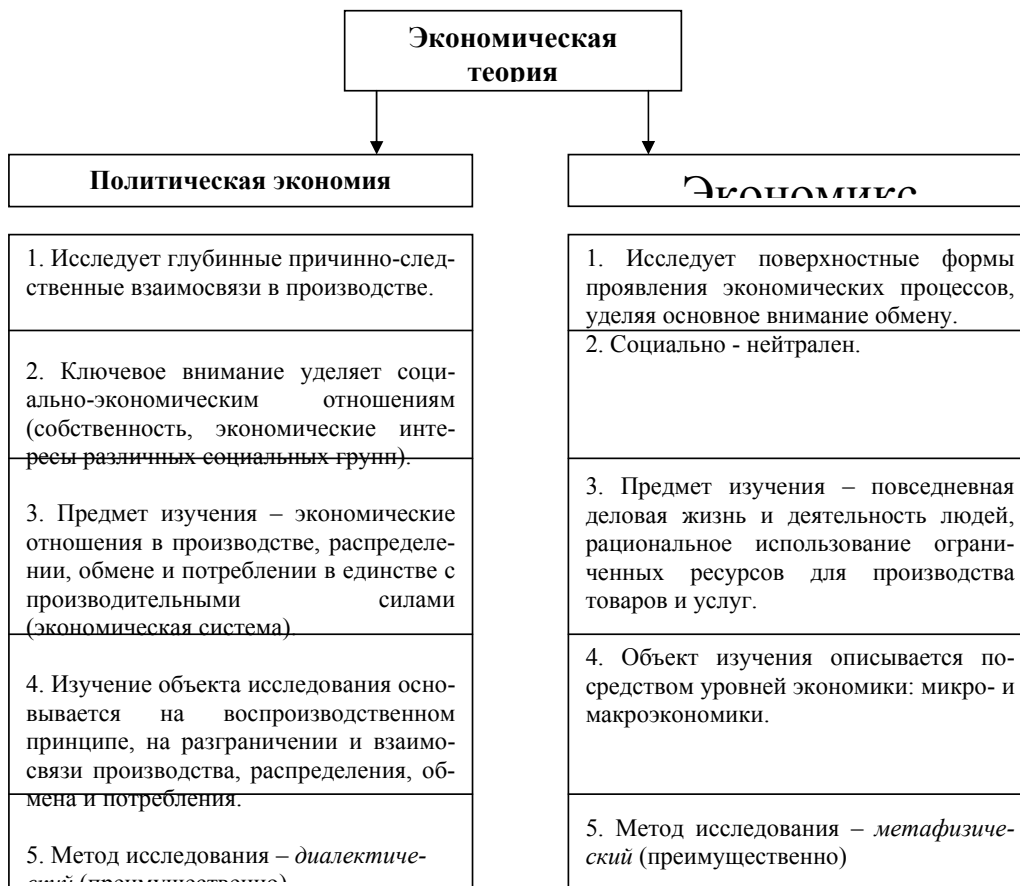 Экономическая
теория
Политическая экономия
Экономикс
1. Исследует глубинные причинно-след-
ственные взаимосвязи в производстве.
2. Ключевое внимание уделяет соци-
ально-экономическим отношениям
(собственность, экономические инте-
ресы различных социальных групп).
3. Предмет изучения – экономические
отношения в производстве, распределе-
нии, обмене и потреблении в единстве с
производительными силами
(экономическая система).
4. Изучение объекта исследования осно-
вывается на воспроизводственном
принципе, на разграничении и взаимо-
связи производства, распределения, об-
мена и потребления.
5. Метод исследования – диалектиче-
ский (преимущественно)
1. Исследует поверхностные формы
проявления экономических процессов,
уделяя основное внимание обмену.
2. Социально - нейтрален.
3. Предмет изучения – повседневная
деловая жизнь и деятельность людей,
рациональное использование ограни-
ченных ресурсов для производства
товаров и услуг.
4. Объект изучения описывается по-
средством уровней экономики: микро- и
макроэкономики.
5. Метод исследования – метафизиче-
ский (преимущественно)